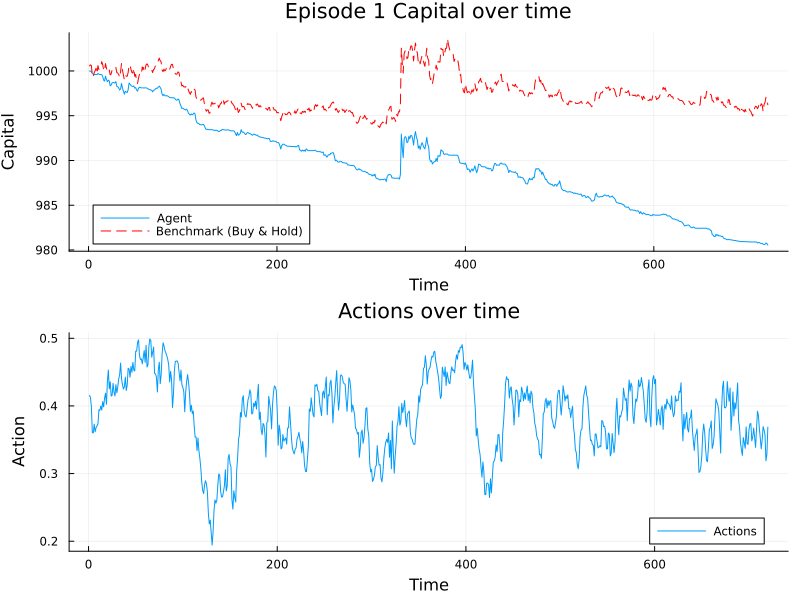 Episode 1 Capital over time
Capital
1000
995
990
985
980
Agent
Benchmark (Buy & Hold)
0 200 400 600
Time
Actions over time
Action
0.5
0.4
0.3
0.2
Actions
0 200 400 600
Time